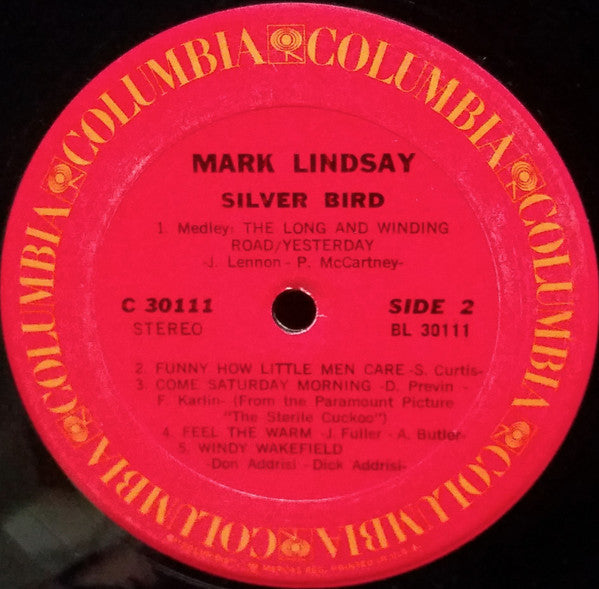 COLUMBIA COLUMBIA COLUMBIA COLUMBIA COLUMBIA COLUMBIA
MARK LINDSAY
SILVER BIRD
1. Medley: THE LONG AND WINDING
ROAD/YESTERDAY
-J. Lennon - P. McCartney-
C 30111
SIDE 2
STEREO
BL 30111
2. FUNNY HOW LITTLE MEN CARE -S. Curtis-
3. COME SATURDAY MORNING -D. Previn -
F. Karlin- (From the Paramount Picture
"The Sterile Cuckoo")
4. FEEL THE WARM -J. Fuller - A. Butler-
5. WINDY WAKEFIELD
-Don Addrisi - Dick Addrisi-